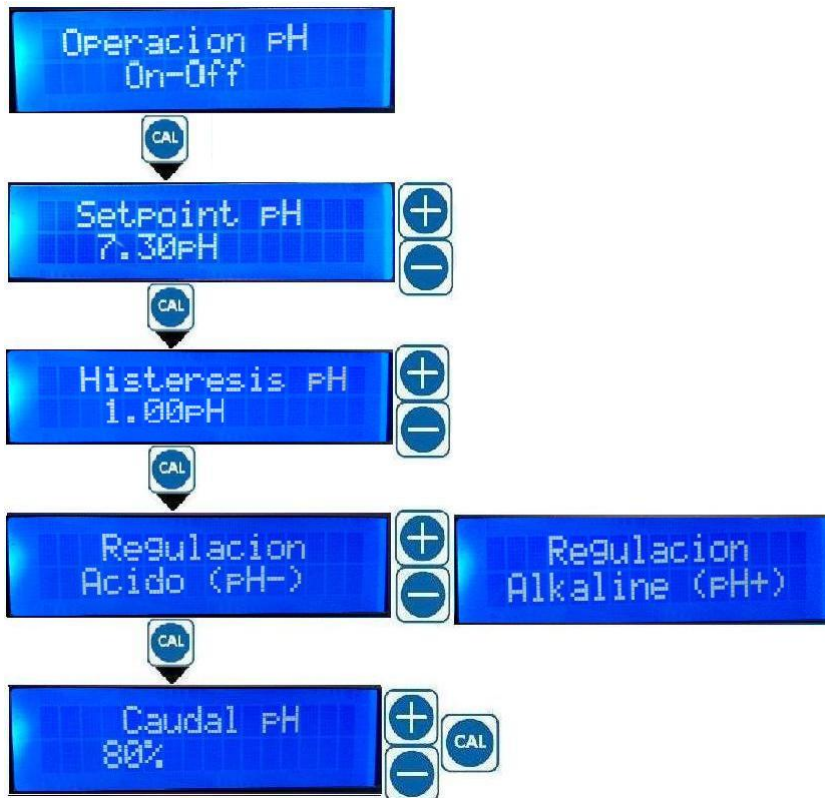 Operacion pH
On-Off
CAL
Setpoint pH
7.30pH
CAL
Histeresis pH
1.00pH
CAL
Regulacion
Acido (pH-)
Regulacion
Alkaline (pH+)
CAL
Caudal pH
80%
CAL